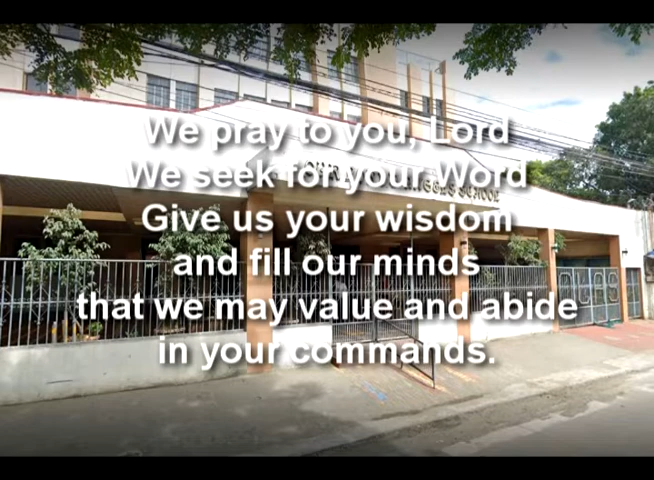 We pray to you, Lord
We seek for your Word
SCHOOL
Give us your wisdom
and fill our minds
that we may value and abide
in your commands.